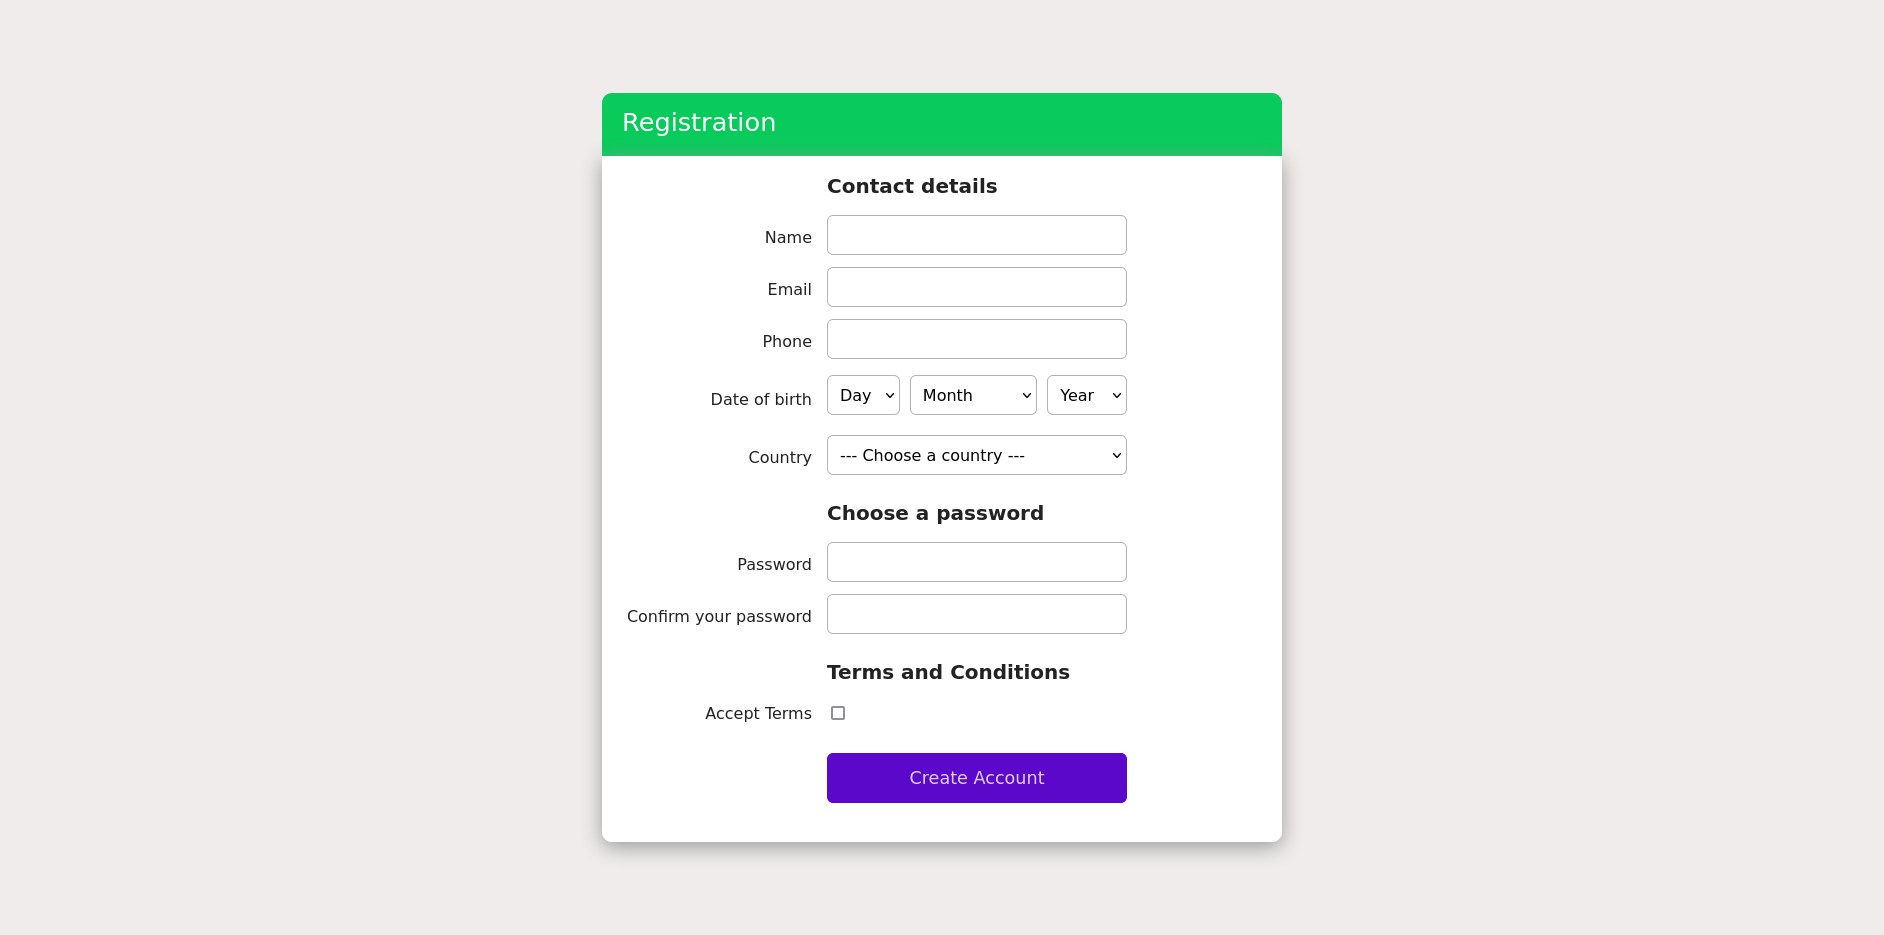 Registration
Contact details
Name
Email
Phone
Date of birth Day Month Year
Country --- Choose a country ---
Choose a password
Password
Confirm your password
Terms and Conditions
Accept Terms
Create Account